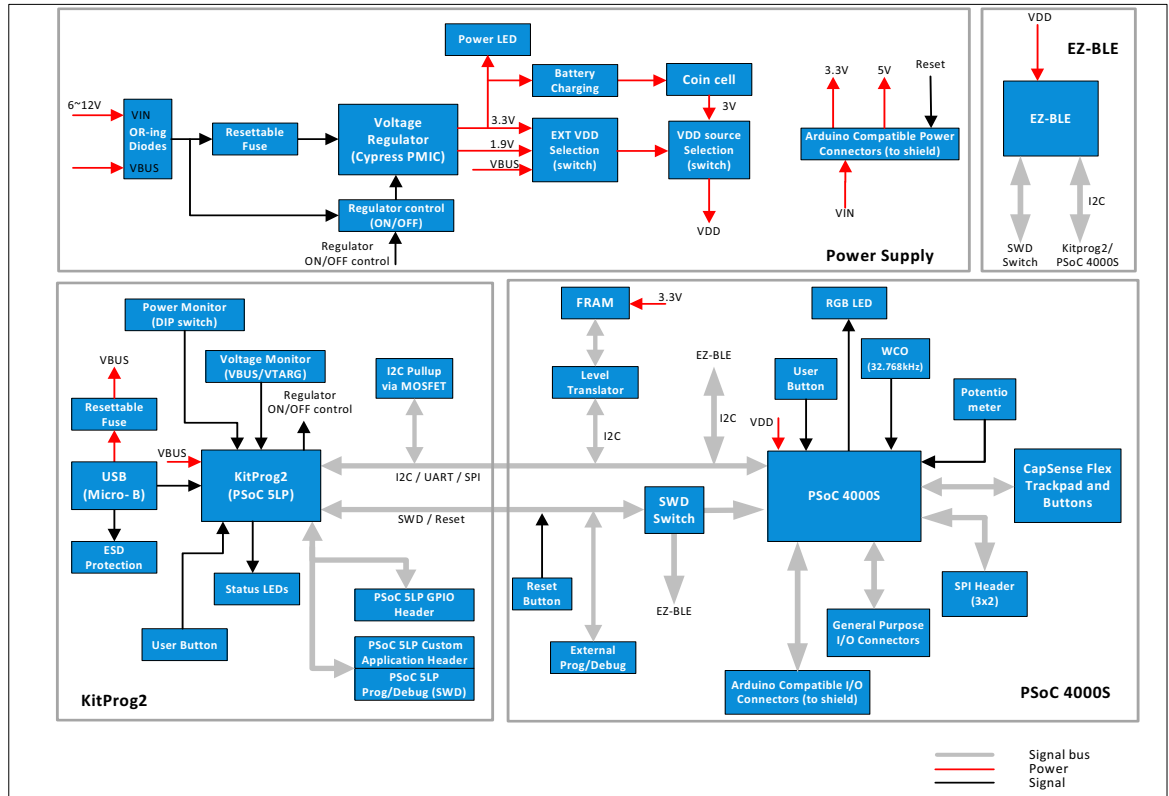 Power LED
Battery
Charging
Coin cell
3V
6~12V
VIN
OR-ing
Diodes
VBUS
Resettable
Fuse
Voltage
Regulator
(Cypress PMIC)
3.3V
1.9V
VBUS
EXT VDD
Selection
(switch)
VDD source
Selection
(switch)
VDD
Regulator control
(ON/OFF)
Regulator
ON/OFF control
3.3V
5V
Reset
Arduino Compatible Power
Connectors (to shield)
VIN
Power Supply
VDD
EZ-BLE
EZ-BLE
I2C
SWD
Switch
Kitprog2/
PSoC 4000S
Power Monitor
(DIP switch)
VBUS
Voltage Monitor
(VBUS/VTARG)
Regulator
ON/OFF control
I2C Pullup
via MOSFET
Resettable
Fuse
VBUS
USB
(Micro- B)
KitProg2
(PSoC 5LP)
I2C / UART / SPI
SWD / Reset
ESD
Protection
Status LEDs
User Button
PSoC 5LP GPIO
Header
PSoC 5LP Custom
Application Header
PSoC 5LP
Prog/Debug (SWD)
KitProg2
FRAM
3.3V
Level
Translator
I2C
EZ-BLE
I2C
RGB LED
User
Button
WCO
(32.768kHz)
Potentio
meter
VDD
PSoC 4000S
CapSense Flex
Trackpad and
Buttons
SWD
Switch
EZ-BLE
Reset
Button
External
Prog/Debug
SPI Header
(3x2)
General Purpose
I/O Connectors
Arduino Compatible I/O
Connectors (to shield)
PSoC 4000S
Signal bus
Power
Signal